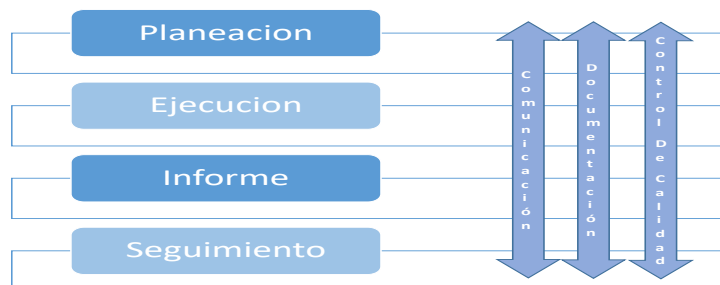 Planeacion
Ejecucion
Informe
Seguimiento
Comunicación
Documentación
Control De Calidad